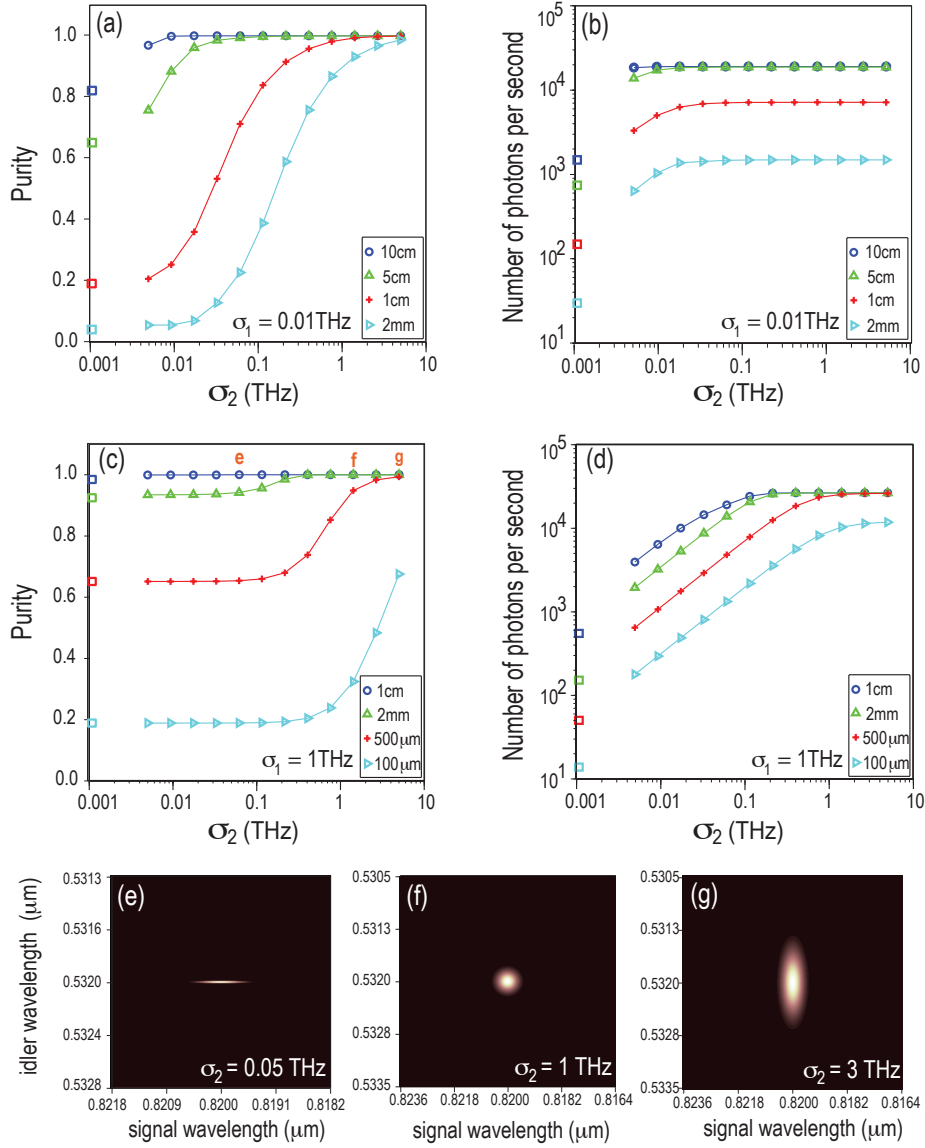 (a)
Purity
1.0
0.8
0.6
0.4
0.2
0.0
10cm
5cm
1cm
2mm
σ1 = 0.01THz
0.001 0.01 0.1 1 10
σ2 (THz)
(b)
Number of photons per second
10^5
10^4
10^3
10^2
10^1
10cm
5cm
1cm
2mm
σ1 = 0.01THz
0.001 0.01 0.1 1 10
σ2 (THz)
(c)
e f g
Purity
1.0
0.8
0.6
0.4
0.2
0.0
1cm
2mm
500μm
100μm
σ1 = 1THz
0.001 0.01 0.1 1 10
σ2 (THz)
(d)
Number of photons per second
10^5
10^4
10^3
10^2
10^1
1cm
2mm
500μm
100μm
σ1 = 1THz
0.001 0.01 0.1 1 10
σ2 (THz)
(e)
idler wavelength (μm)
0.5313
0.5316
0.5320
0.5324
0.5328
σ2 = 0.05 THz
0.8218 0.8209 0.8200 0.8191 0.8182
signal wavelength (μm)
(f)
0.5305
0.5313
0.5320
0.5328
0.5335
σ2 = 1 THz
0.8236 0.8218 0.8200 0.8182 0.8164
signal wavelength (μm)
(g)
0.5305
0.5313
0.5320
0.5328
0.5335
σ2 = 3 THz
0.8236 0.8218 0.8200 0.8182 0.8164
signal wavelength (μm)